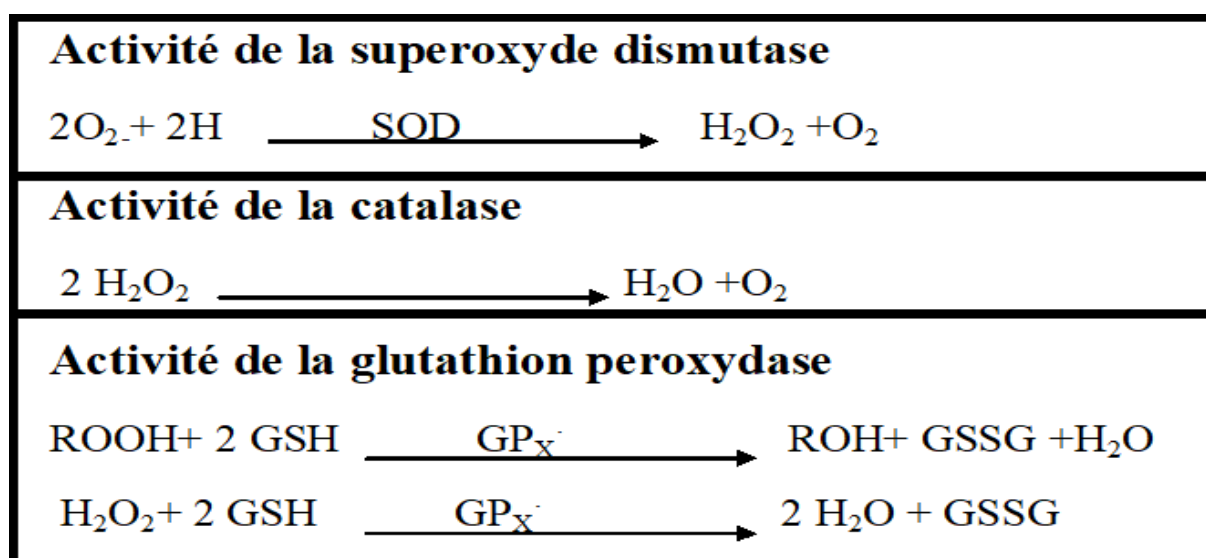 Activité de la superoxyde dismutase
2O₂₋+ 2H SOD H₂O₂ +O₂
Activité de la catalase
2 H₂O₂ H₂O +O₂
Activité de la glutathion peroxydase
ROOH+ 2 GSH GPₓ· ROH+ GSSG +H₂O
H₂O₂+ 2 GSH GPₓ· 2 H₂O + GSSG